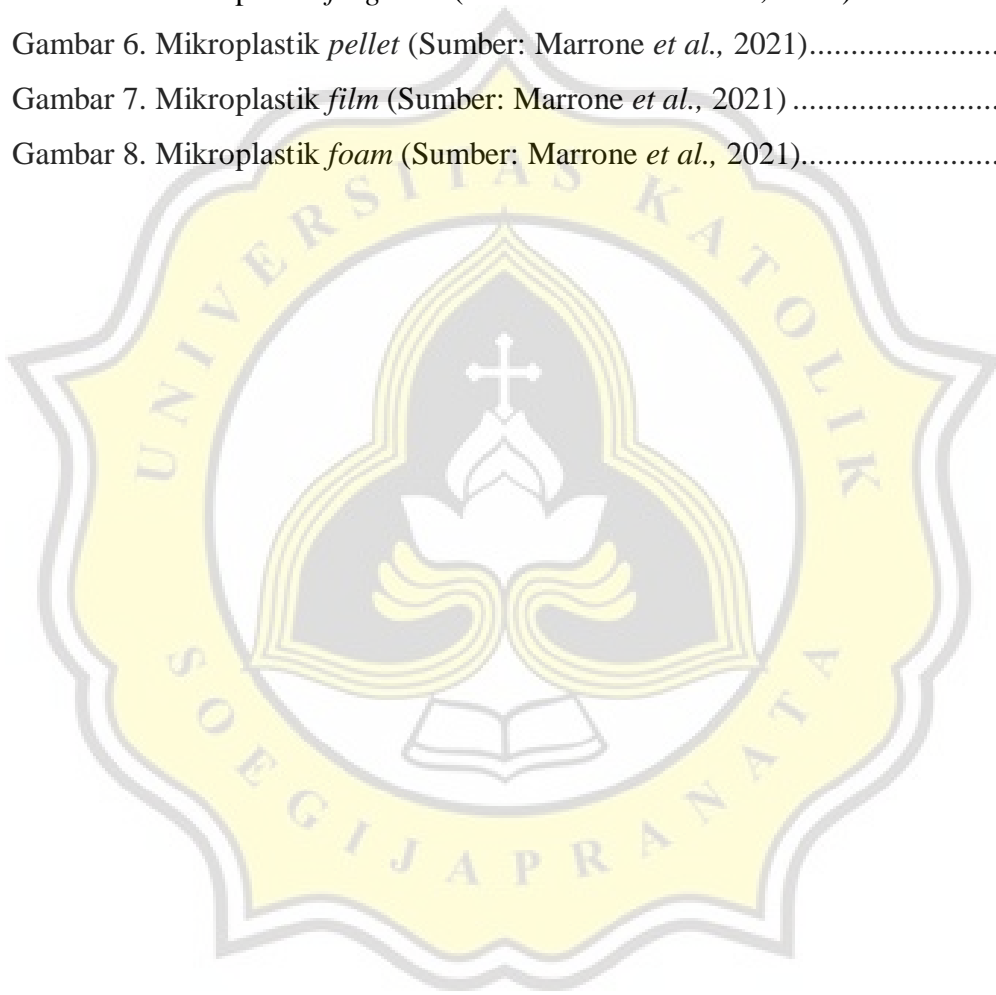 Gambar 6. Mikroplastik pellet (Sumber: Marrone et al., 2021).......................
Gambar 7. Mikroplastik film (Sumber: Marrone et al., 2021) .........................
Gambar 8. Mikroplastik foam (Sumber: Marrone et al., 2021)........................
UNIVERSITAS KATOLIK
SOEGIJAPRANATA